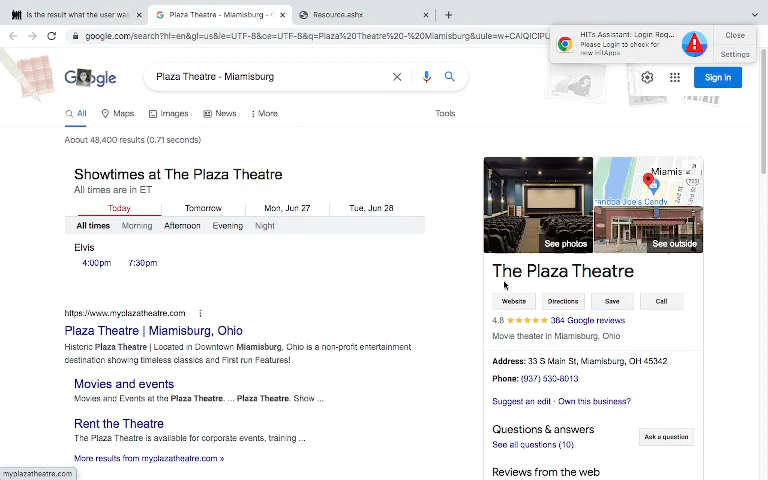 Is the result what the user was
Plaza Theatre - Miamisburg - G
Resource.ashx
google.com/search?hl=en&gl=us&ie=UTF-8&oe=UTF-8&q=Plaza%20Theatre%20-%20Miamisburg&uule=w+CAIQICIPU
HITs Assistant: Login Req...
Please Login to check for
new HitApps
Close
Settings
Google
Plaza Theatre - Miamisburg
Sign in
All
Maps
Images
News
More
Tools
About 48,400 results (0.71 seconds)
Showtimes at The Plaza Theatre
All times are in ET
Today
Tomorrow
Mon, Jun 27
Tue, Jun 28
All times
Morning
Afternoon
Evening
Night
Elvis
4:00pm
7:30pm
https://www.myplazatheatre.com
Plaza Theatre | Miamisburg, Ohio
Historic Plaza Theatre | Located in Downtown Miamisburg, Ohio is a non-profit entertainment
destination showing timeless classics and First run Features!
Movies and events
Movies and Events at the Plaza Theatre. ... Plaza Theatre. Show ...
Rent the Theatre
The Plaza Theatre is available for corporate events, training ...
More results from myplazatheatre.com »
myplazatheatre.com
Miamis
725
2nd St
randpa Joe's Candy
See photos
See outside
The Plaza Theatre
Website
Directions
Save
Call
4.8
384 Google reviews
Movie theater in Miamisburg, Ohio
Address: 33 S Main St, Miamisburg, OH 45342
Phone: (937) 530-8013
Suggest an edit · Own this business?
Questions & answers
See all questions (10)
Ask a question
Reviews from the web